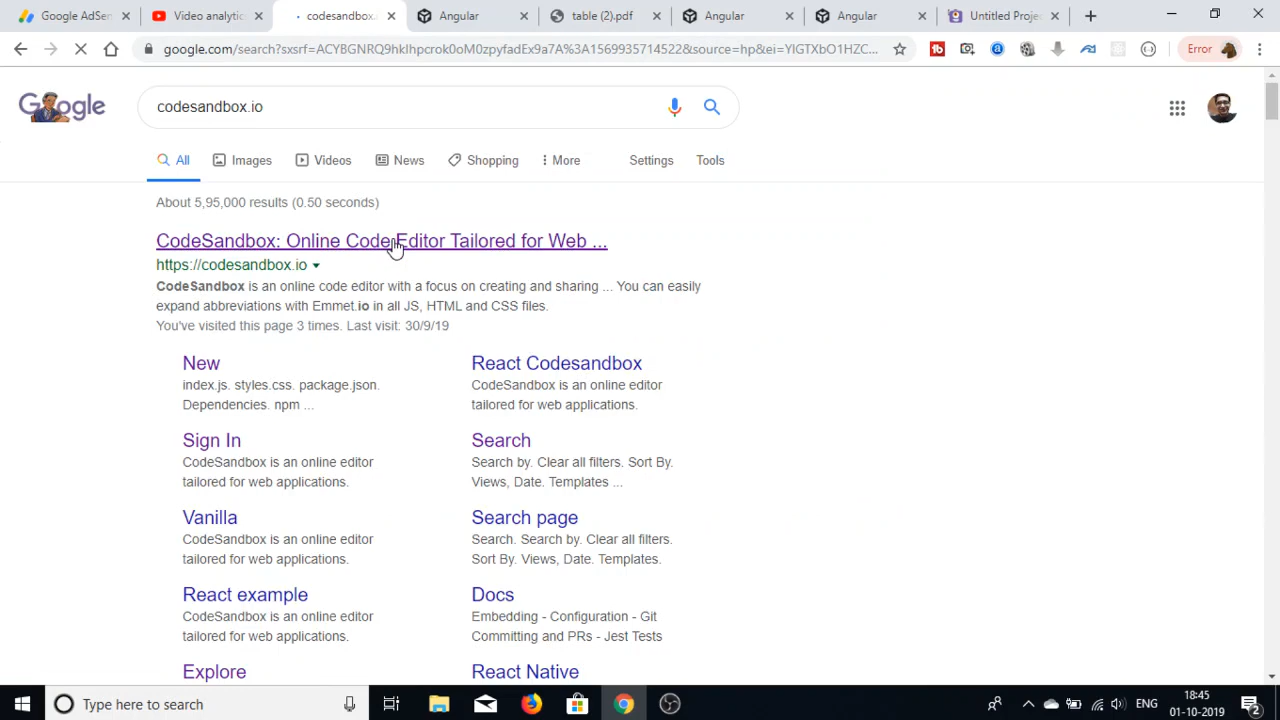 Google AdSen
Video analytic
codesandbox.
Angular
table (2).pdf
Angular
Angular
Untitled Proje
google.com/search?sxsrf=ACYBGNRQ9hklhpcrok0oM0zpyfadEx9a7A%3A1569935714522&source=hp&ei=YlGTXbO1HZC...
Error
Google
codesandbox.io
All
Images
Videos
News
Shopping
More
Settings
Tools
About 5,95,000 results (0.50 seconds)
CodeSandbox: Online Code Editor Tailored for Web ...
https://codesandbox.io
CodeSandbox is an online code editor with a focus on creating and sharing ... You can easily
expand abbreviations with Emmet.io in all JS, HTML and CSS files.
You've visited this page 3 times. Last visit: 30/9/19
New
index.js. styles.css. package.json.
Dependencies. npm ...
React Codesandbox
CodeSandbox is an online editor
tailored for web applications.
Sign In
CodeSandbox is an online editor
tailored for web applications.
Search
Search by. Clear all filters. Sort By.
Views, Date. Templates ...
Vanilla
CodeSandbox is an online editor
tailored for web applications.
Search page
Search. Search by. Clear all filters.
Sort By. Views, Date. Templates.
React example
CodeSandbox is an online editor
tailored for web applications.
Docs
Embedding - Configuration - Git
Committing and PRs - Jest Tests
Explore
React Native
Type here to search
ENG
18:45
01-10-2019
2